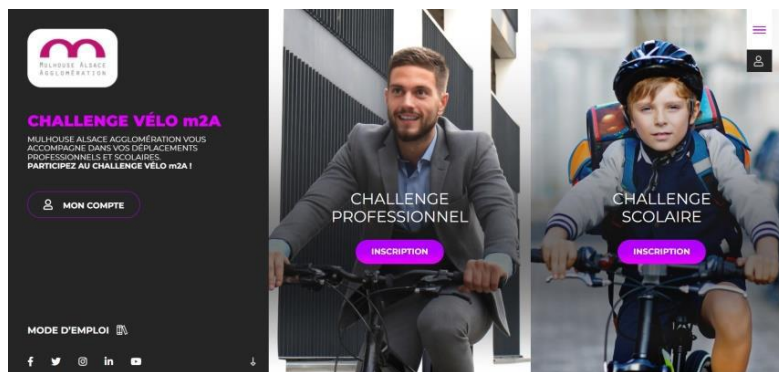 MULHOUSE ALSACE
AGGLOMÉRATION
CHALLENGE VÉLO m2A
MULHOUSE ALSACE AGGLOMÉRATION VOUS
ACCOMPAGNE DANS VOS DÉPLACEMENTS
PROFESSIONNELS ET SCOLAIRES.
PARTICIPEZ AU CHALLENGE VÉLO m2A !
MON COMPTE
MODE D'EMPLOI
CHALLENGE
PROFESSIONNEL
INSCRIPTION
CHALLENGE
SCOLAIRE
INSCRIPTION